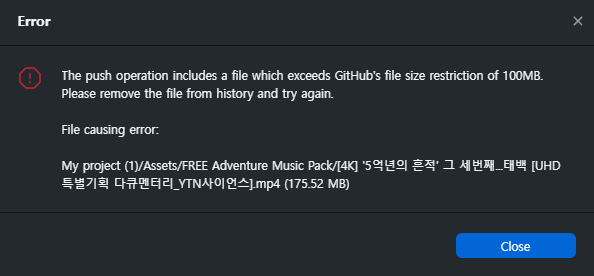 Error
The push operation includes a file which exceeds GitHub's file size restriction of 100MB.
Please remove the file from history and try again.
File causing error:
My project (1)/Assets/FREE Adventure Music Pack/[4K] '5억년의 흔적' 그 세번째...태백 [UHD
특별기획 다큐멘터리_YTN사이언스].mp4 (175.52 MB)
Close